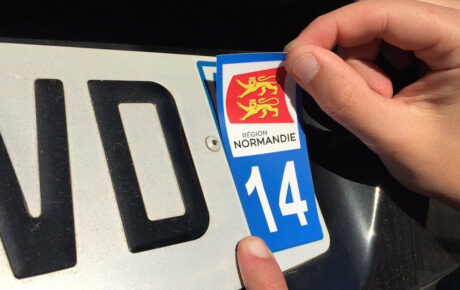 VD
RÉGION
NORMANDIE
14